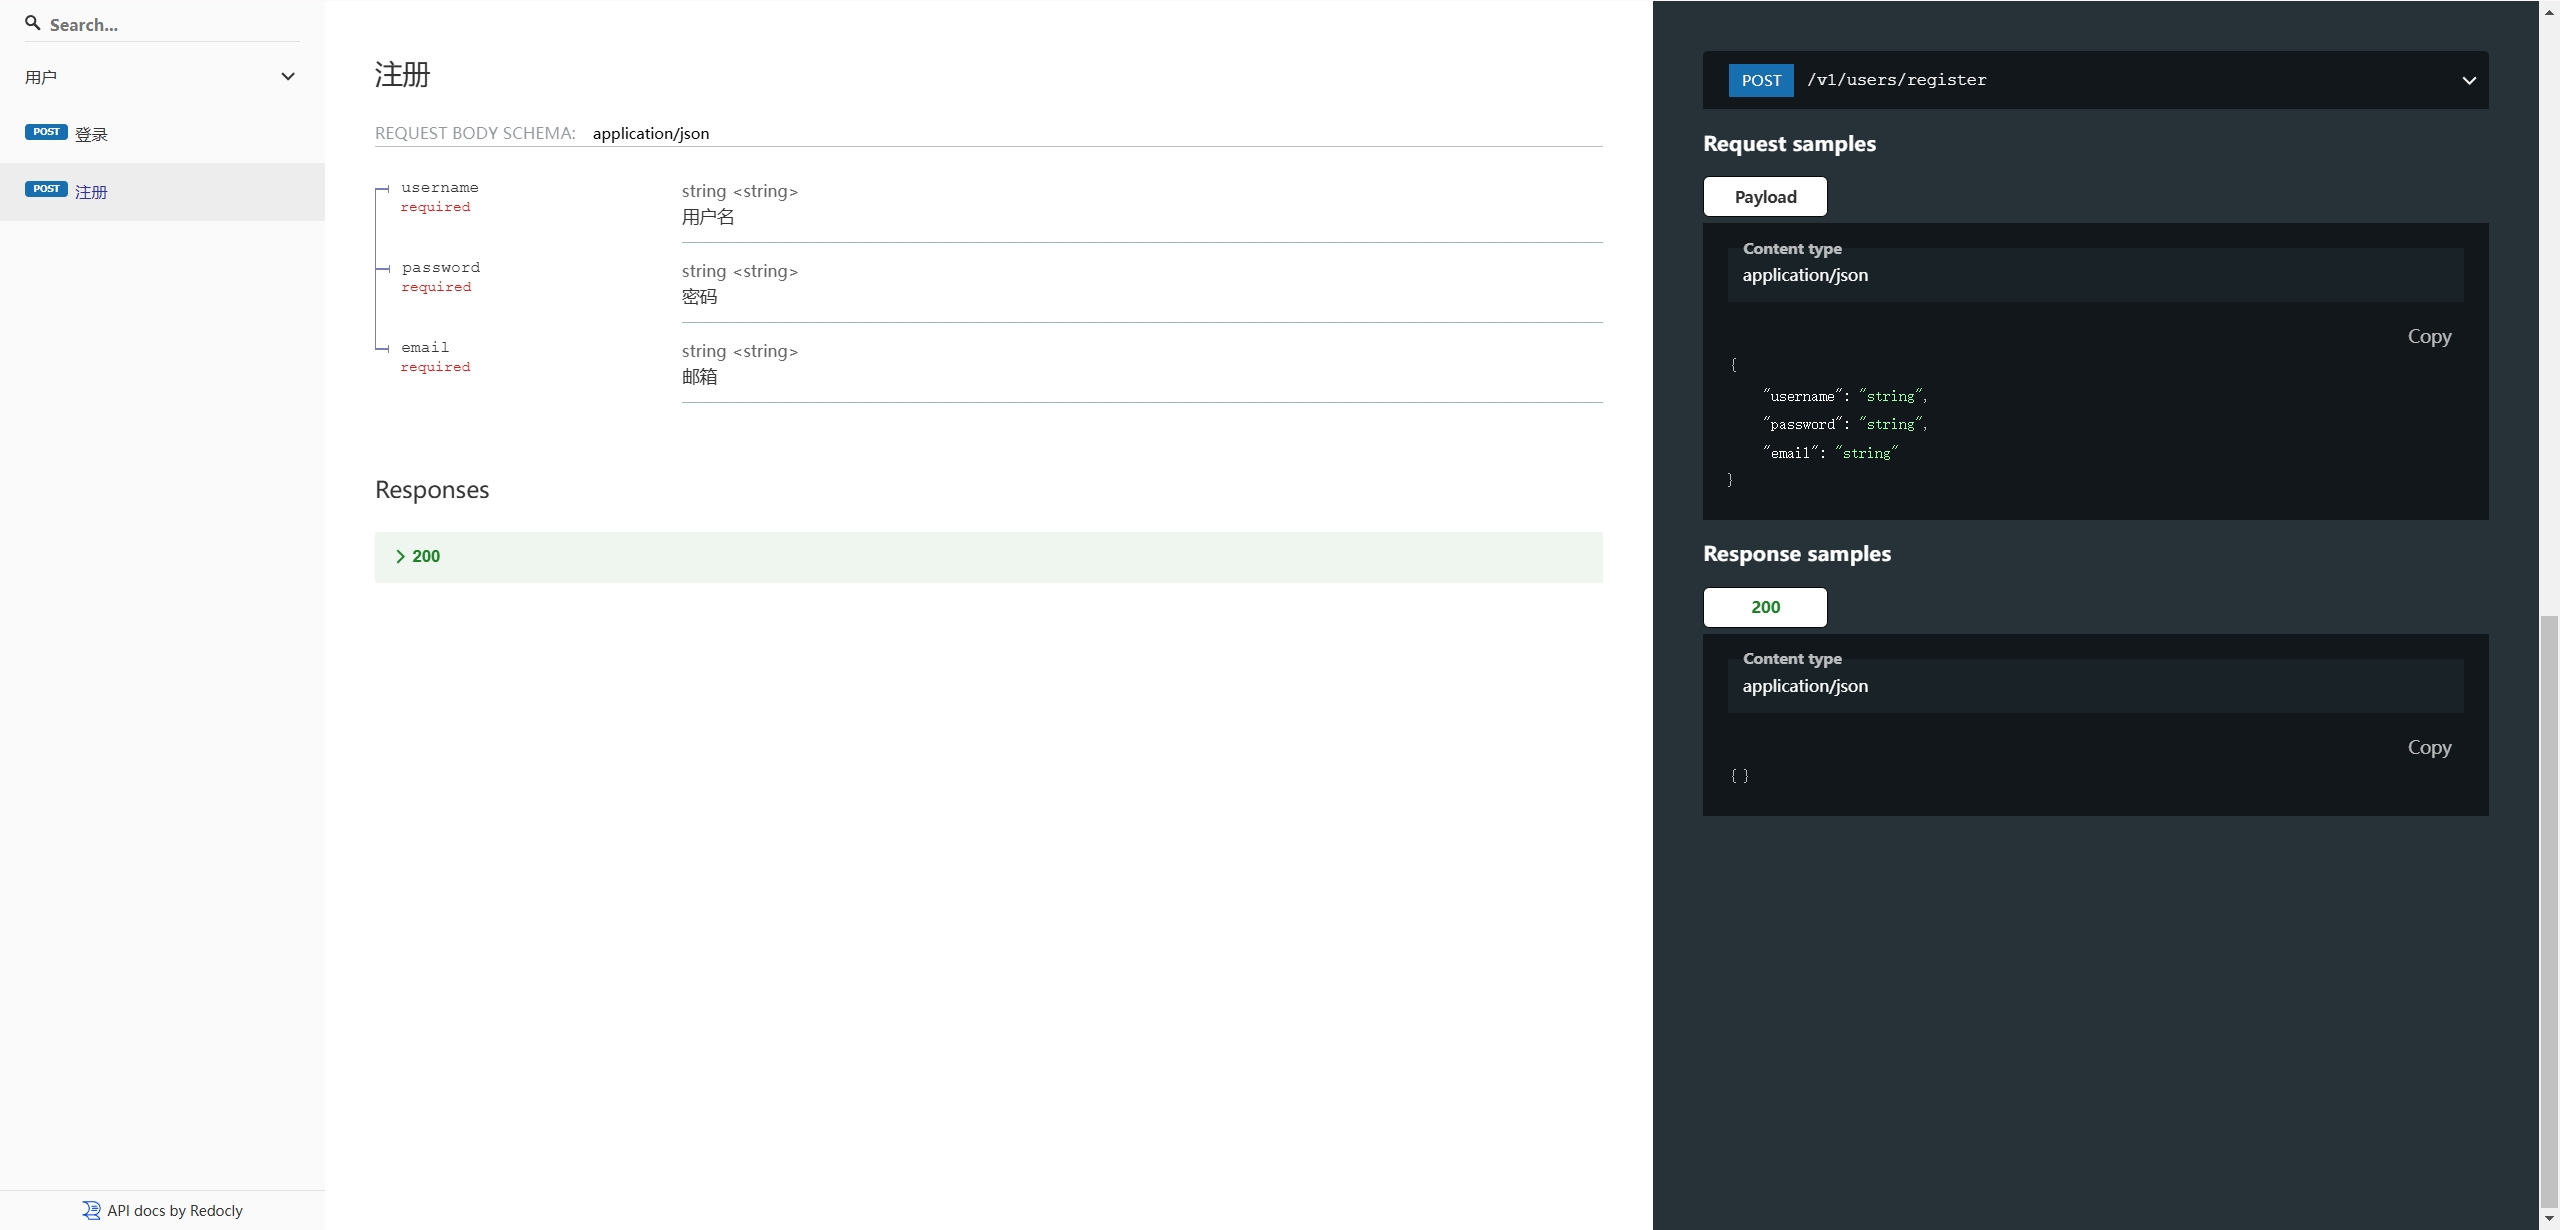 Search...
用户
POST 登录
POST 注册
API docs by Redocly
注册
REQUEST BODY SCHEMA: application/json
username
required
string <string>
用户名
password
required
string <string>
密码
email
required
string <string>
邮箱
Responses
200
POST /v1/users/register
Request samples
Payload
Content type
application/json
Copy
{
"username": "string",
"password": "string",
"email": "string"
}
Response samples
200
Content type
application/json
Copy
{ }